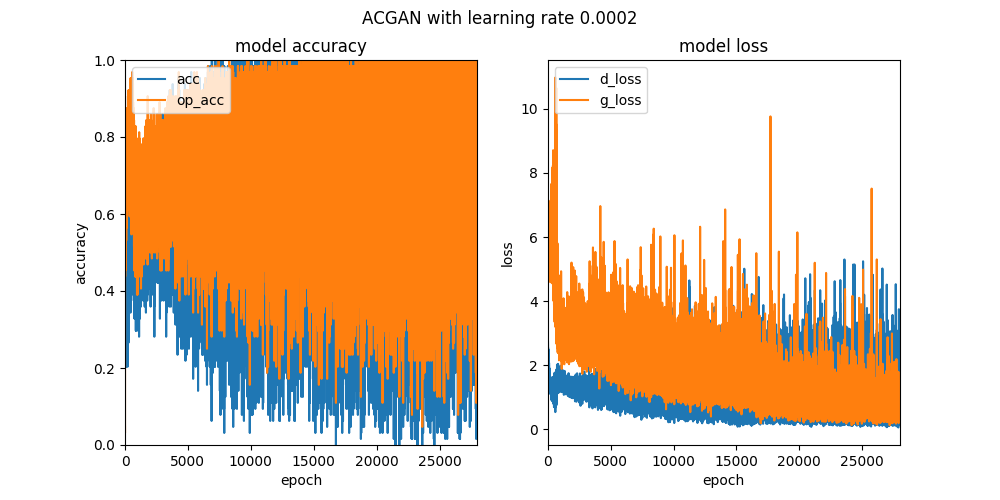 ACGAN with learning rate 0.0002
model accuracy
acc
op_acc
accuracy
1.0
0.8
0.6
0.4
0.2
0.0
0 5000 10000 15000 20000 25000
epoch
model loss
d_loss
g_loss
loss
10
8
6
4
2
0
0 5000 10000 15000 20000 25000
epoch